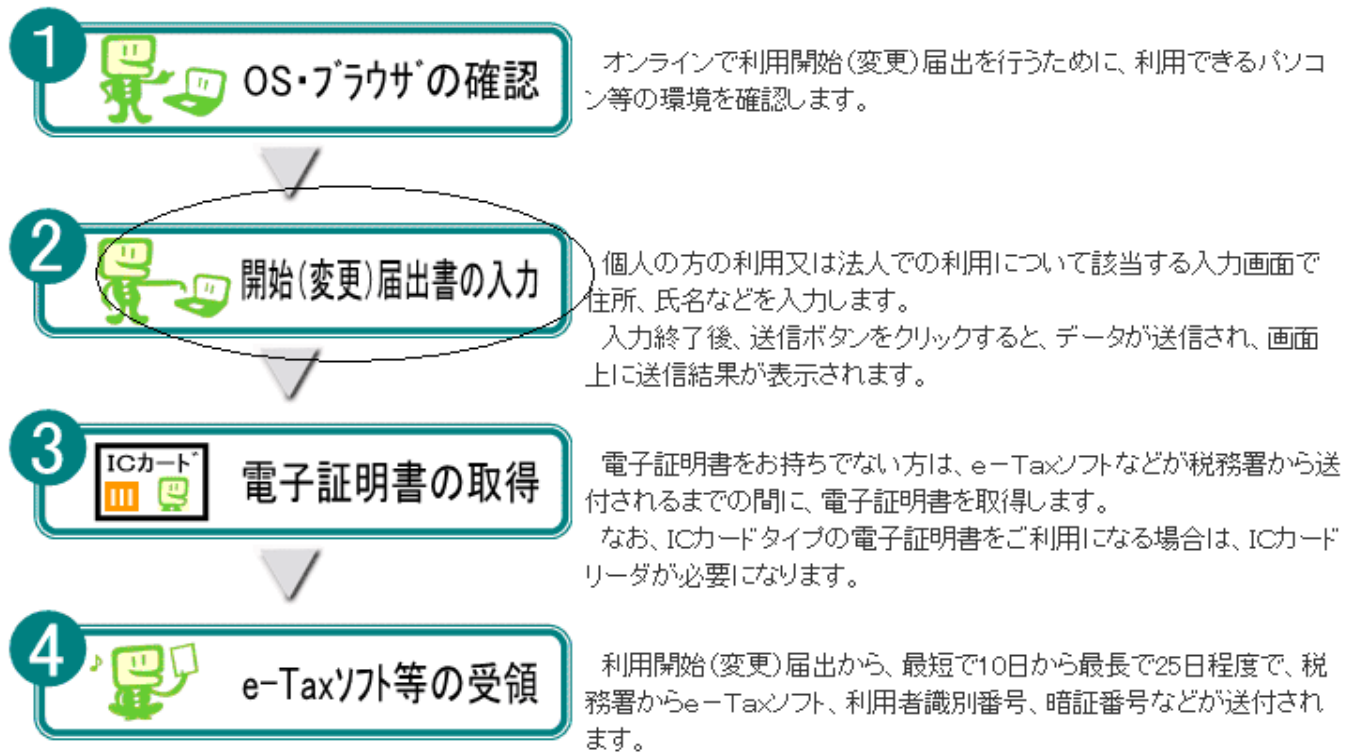 1
OS・ブラウザの確認
オンラインで利用開始(変更)届出を行うために、利用できるパソコ
ン等の環境を確認します。
2
開始(変更)届出書の入力
個人の方の利用又は法人での利用について該当する入力画面で
住所、氏名などを入力します。
入力終了後、送信ボタンをクリックすると、データが送信され、画面
上に送信結果が表示されます。
3
ICカード
電子証明書の取得
電子証明書をお持ちでない方は、e-Taxソフトなどが税務署から送
付されるまでの間に、電子証明書を取得します。
なお、ICカードタイプの電子証明書をご利用になる場合は、ICカード
リーダが必要になります。
4
e-Taxソフト等の受領
利用開始(変更)届出から、最短で10日から最長で25日程度で、税
務署からe-Taxソフト、利用者識別番号、暗証番号などが送付され
ます。